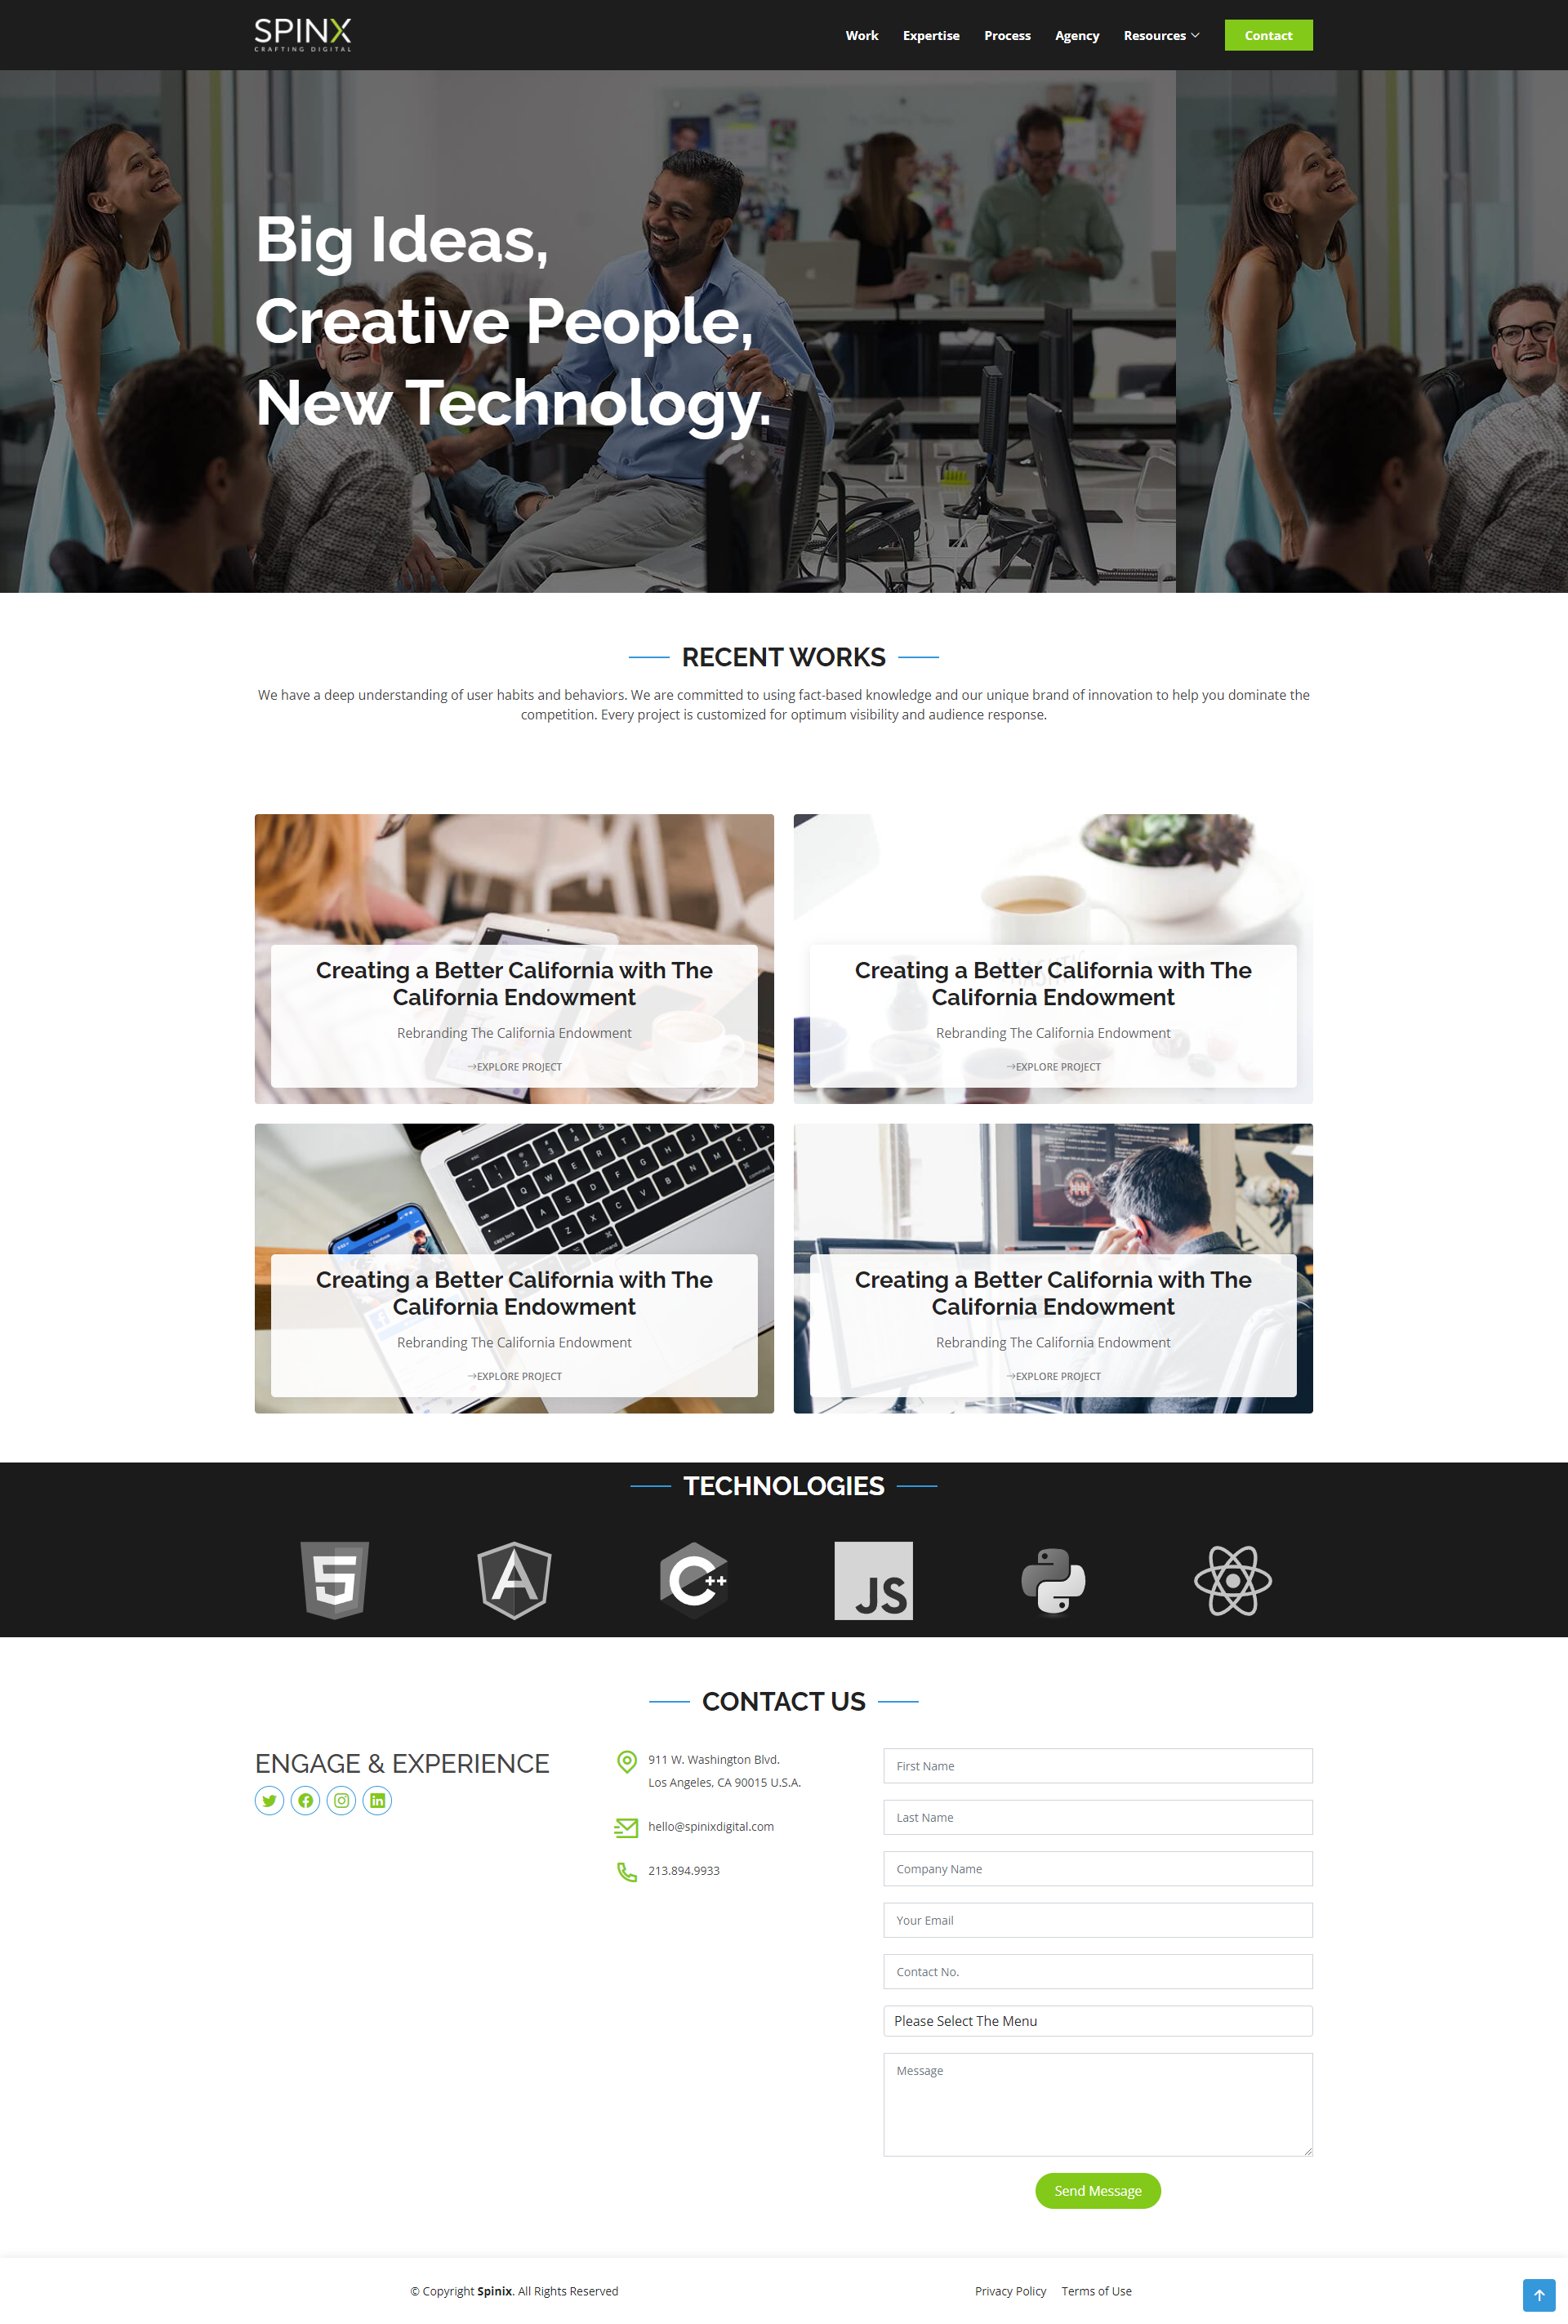 SPINX
CRAFTING DIGITAL
Work Expertise Process Agency Resources Contact
Big Ideas,
Creative People,
New Technology.
RECENT WORKS
We have a deep understanding of user habits and behaviors. We are committed to using fact-based knowledge and our unique brand of innovation to help you dominate the
competition. Every project is customized for optimum visibility and audience response.
Creating a Better California with The
California Endowment
Rebranding The California Endowment
→EXPLORE PROJECT
Creating a Better California with The
California Endowment
Rebranding The California Endowment
→EXPLORE PROJECT
Creating a Better California with The
California Endowment
Rebranding The California Endowment
→EXPLORE PROJECT
Creating a Better California with The
California Endowment
Rebranding The California Endowment
→EXPLORE PROJECT
TECHNOLOGIES
5
A
C++
JS
CONTACT US
ENGAGE & EXPERIENCE
911 W. Washington Blvd.
Los Angeles, CA 90015 U.S.A.
hello@spinixdigital.com
213.894.9933
First Name
Last Name
Company Name
Your Email
Contact No.
Please Select The Menu
Message
Send Message
© Copyright Spinix. All Rights Reserved
Privacy Policy Terms of Use